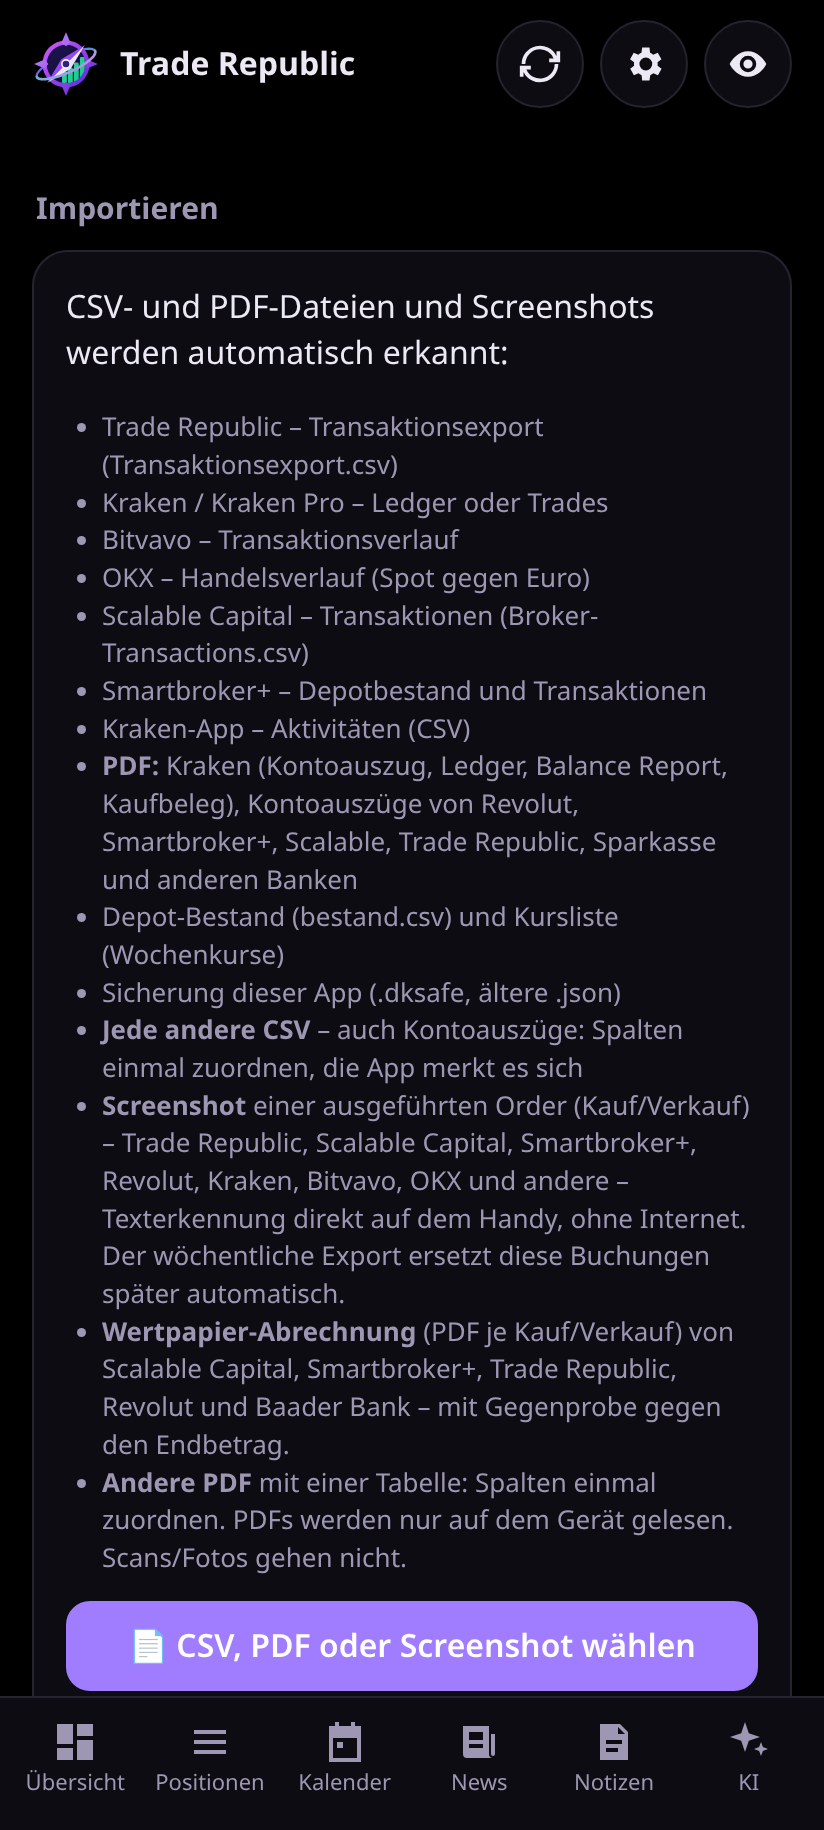 Trade Republic
Importieren
CSV- und PDF-Dateien und Screenshots
werden automatisch erkannt:
• Trade Republic – Transaktionsexport
(Transaktionsexport.csv)
• Kraken / Kraken Pro – Ledger oder Trades
• Bitvavo – Transaktionsverlauf
• OKX – Handelsverlauf (Spot gegen Euro)
• Scalable Capital – Transaktionen (Broker-
Transactions.csv)
• Smartbroker+ – Depotbestand und Transaktionen
• Kraken-App – Aktivitäten (CSV)
• PDF: Kraken (Kontoauszug, Ledger, Balance Report,
Kaufbeleg), Kontoauszüge von Revolut,
Smartbroker+, Scalable, Trade Republic, Sparkasse
und anderen Banken
• Depot-Bestand (bestand.csv) und Kursliste
(Wochenkurse)
• Sicherung dieser App (.dksafe, ältere .json)
• Jede andere CSV – auch Kontoauszüge: Spalten
einmal zuordnen, die App merkt es sich
• Screenshot einer ausgeführten Order (Kauf/Verkauf)
– Trade Republic, Scalable Capital, Smartbroker+,
Revolut, Kraken, Bitvavo, OKX und andere –
Texterkennung direkt auf dem Handy, ohne Internet.
Der wöchentliche Export ersetzt diese Buchungen
später automatisch.
• Wertpapier-Abrechnung (PDF je Kauf/Verkauf) von
Scalable Capital, Smartbroker+, Trade Republic,
Revolut und Baader Bank – mit Gegenprobe gegen
den Endbetrag.
• Andere PDF mit einer Tabelle: Spalten einmal
zuordnen. PDFs werden nur auf dem Gerät gelesen.
Scans/Fotos gehen nicht.
CSV, PDF oder Screenshot wählen
Übersicht
Positionen
Kalender
News
Notizen
KI